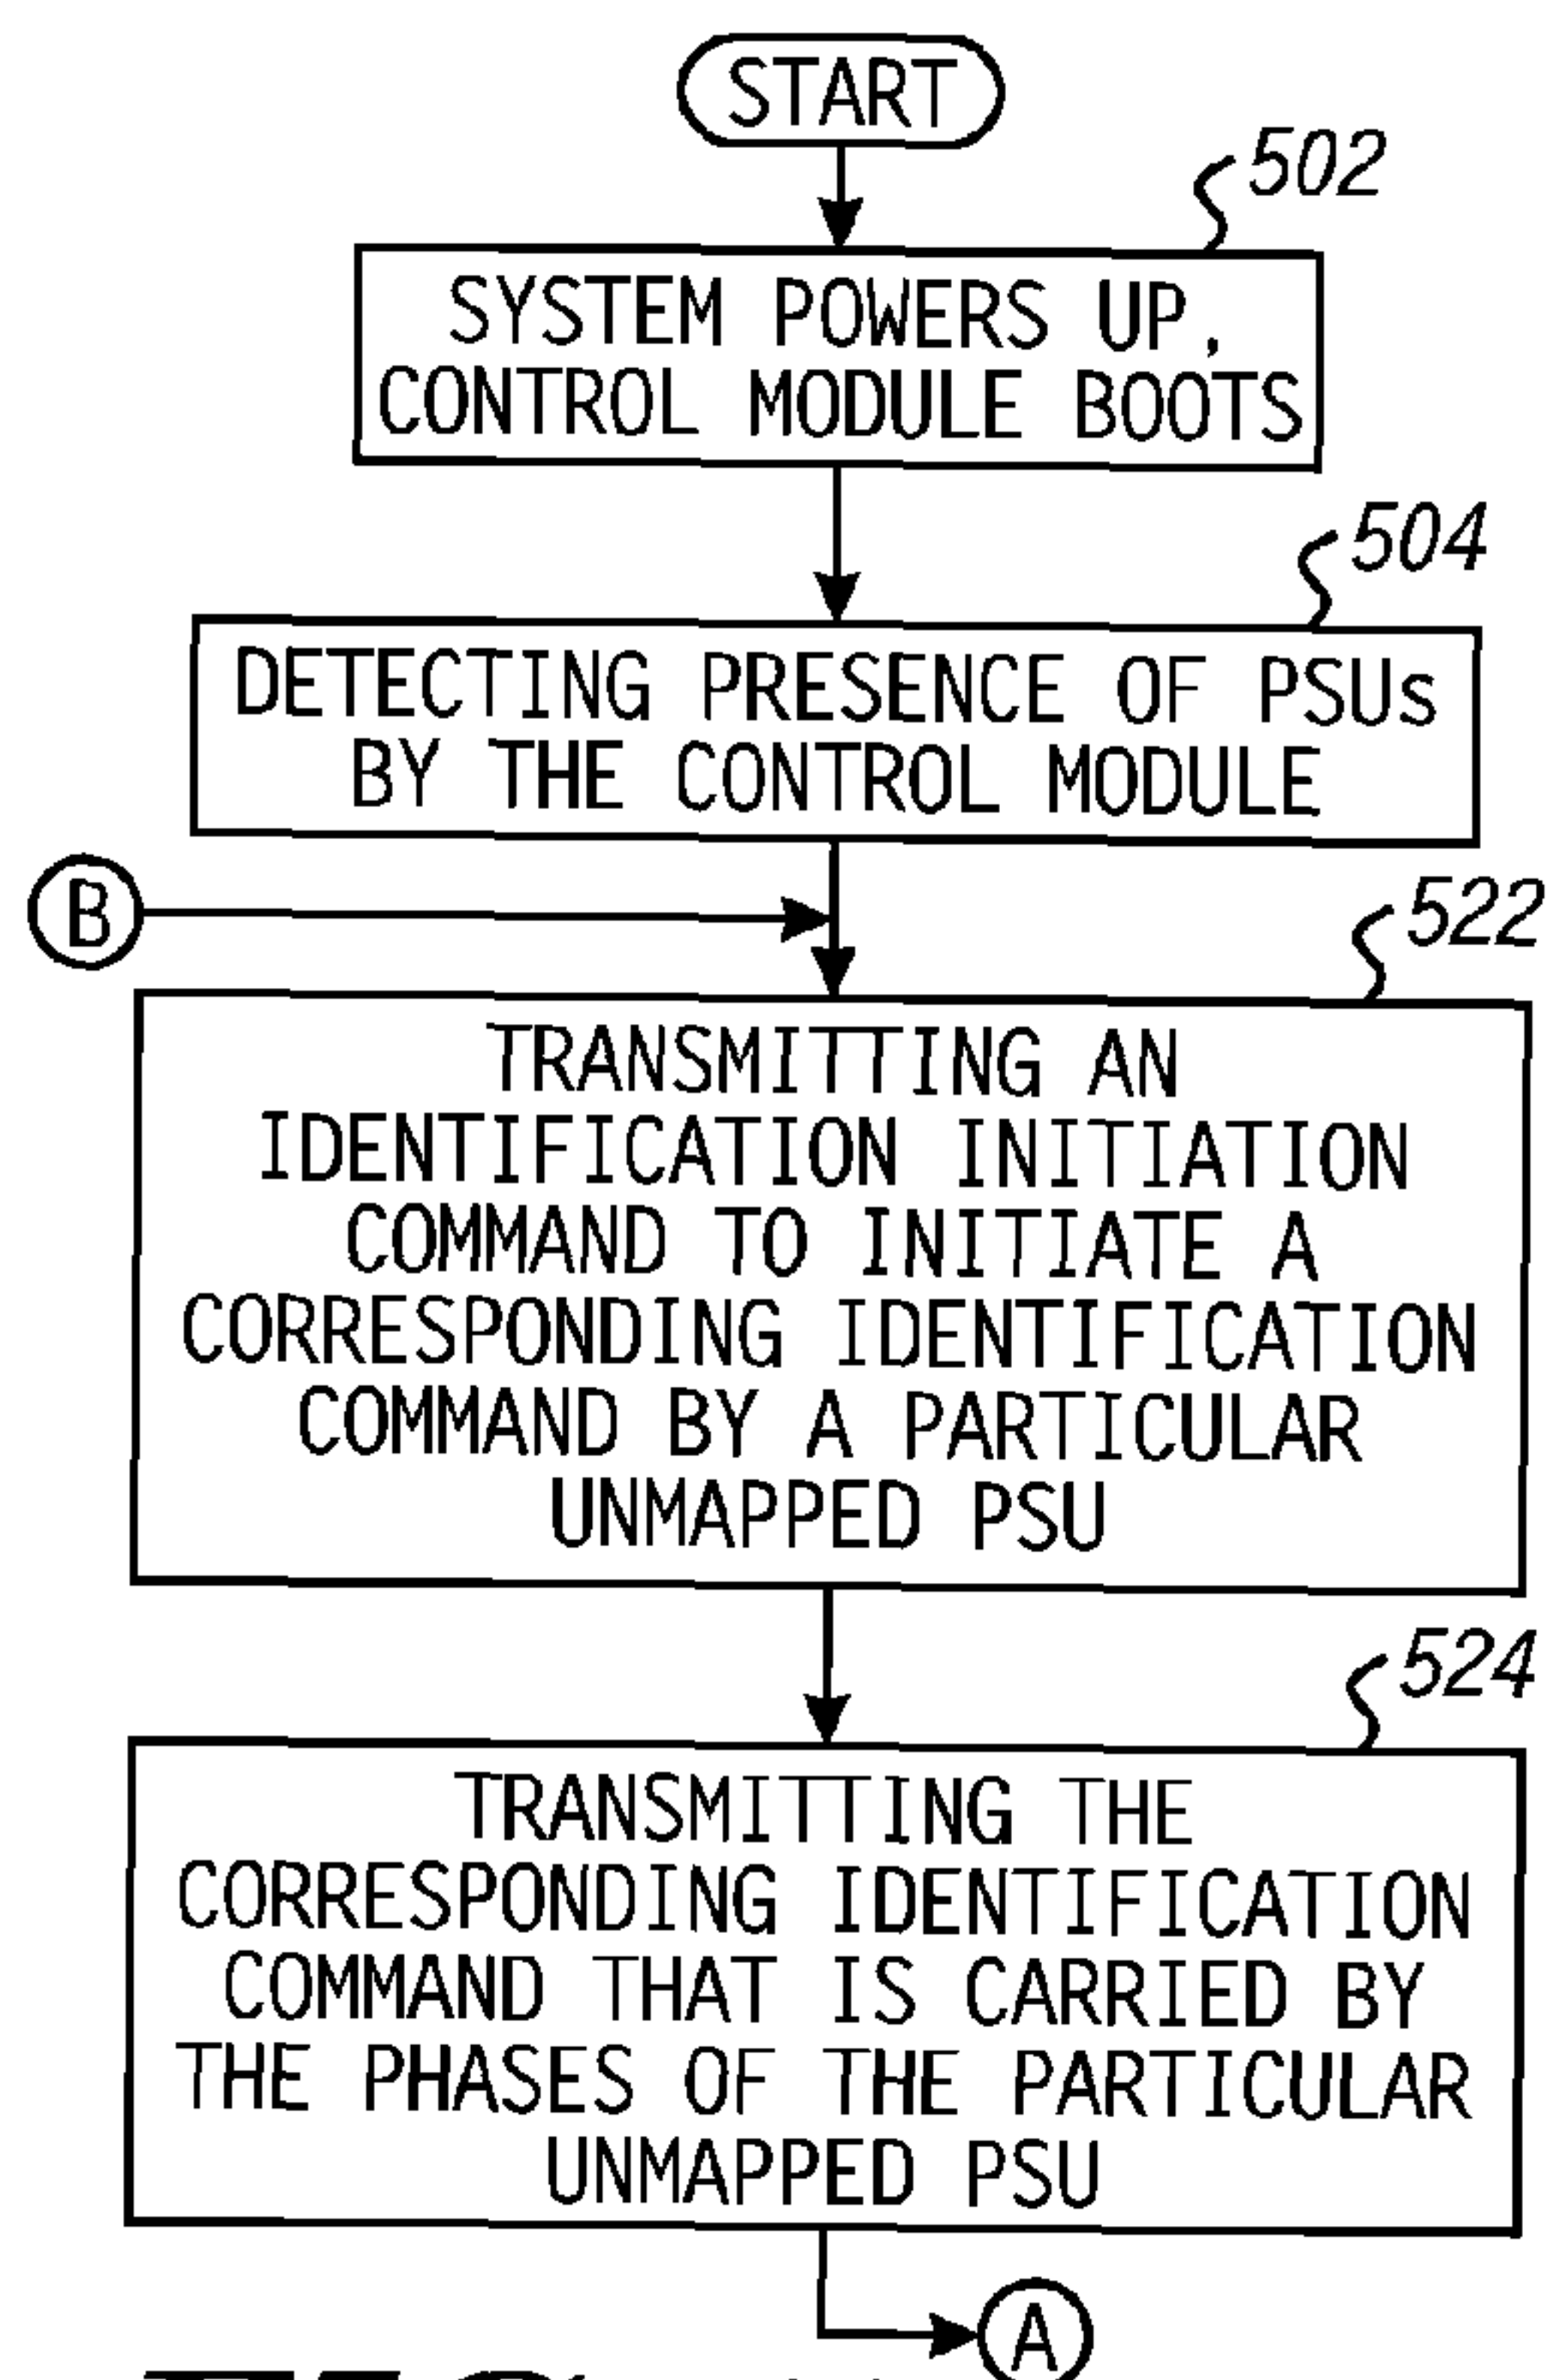 START
502
SYSTEM POWERS UP,
CONTROL MODULE BOOTS
504
DETECTING PRESENCE OF PSUs
BY THE CONTROL MODULE
B
522
TRANSMITTING AN
IDENTIFICATION INITIATION
COMMAND TO INITIATE A
CORRESPONDING IDENTIFICATION
COMMAND BY A PARTICULAR
UNMAPPED PSU
524
TRANSMITTING THE
CORRESPONDING IDENTIFICATION
COMMAND THAT IS CARRIED BY
THE PHASES OF THE PARTICULAR
UNMAPPED PSU
A